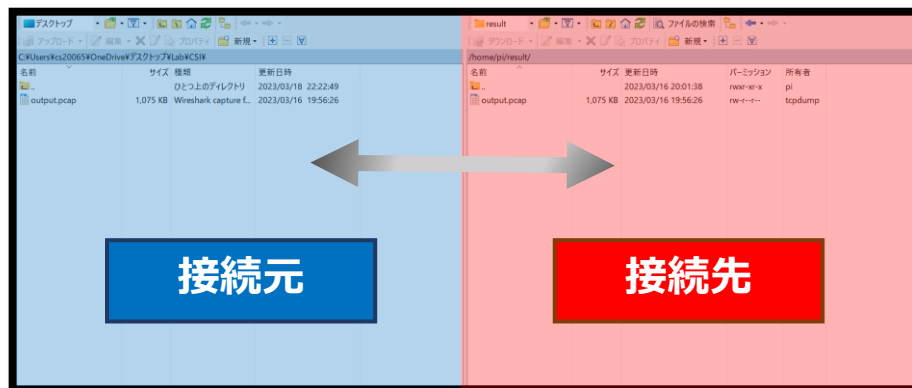 デスクトップ
アップロード 編集 プロパティ 新規
C:¥Users¥cs20065¥OneDrive¥デスクトップ¥Lab¥CSI¥
名前 サイズ 種類 更新日時
.. ひとつ上のディレクトリ 2023/03/18 22:22:49
output.pcap 1,075 KB Wireshark capture f... 2023/03/16 19:56:26
接続元
result ファイルの検索
ダウンロード 編集 プロパティ 新規
/home/pi/result/
名前 サイズ 更新日時 パーミッション 所有者
.. 2023/03/16 20:01:38 rwxr-xr-x pi
output.pcap 1,075 KB 2023/03/16 19:56:26 rw-r--r-- tcpdump
接続先